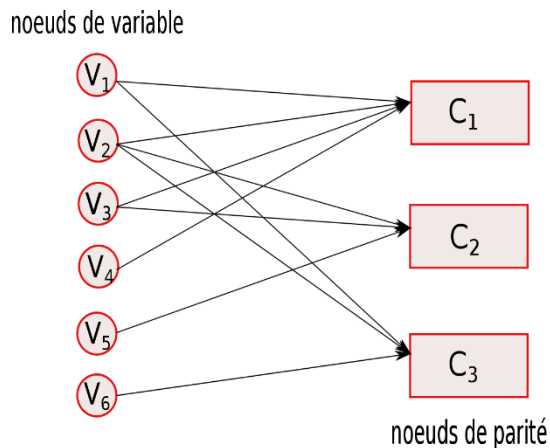 noeuds de variable
V1
V2
V3
V4
V5
V6
C1
C2
C3
noeuds de parité